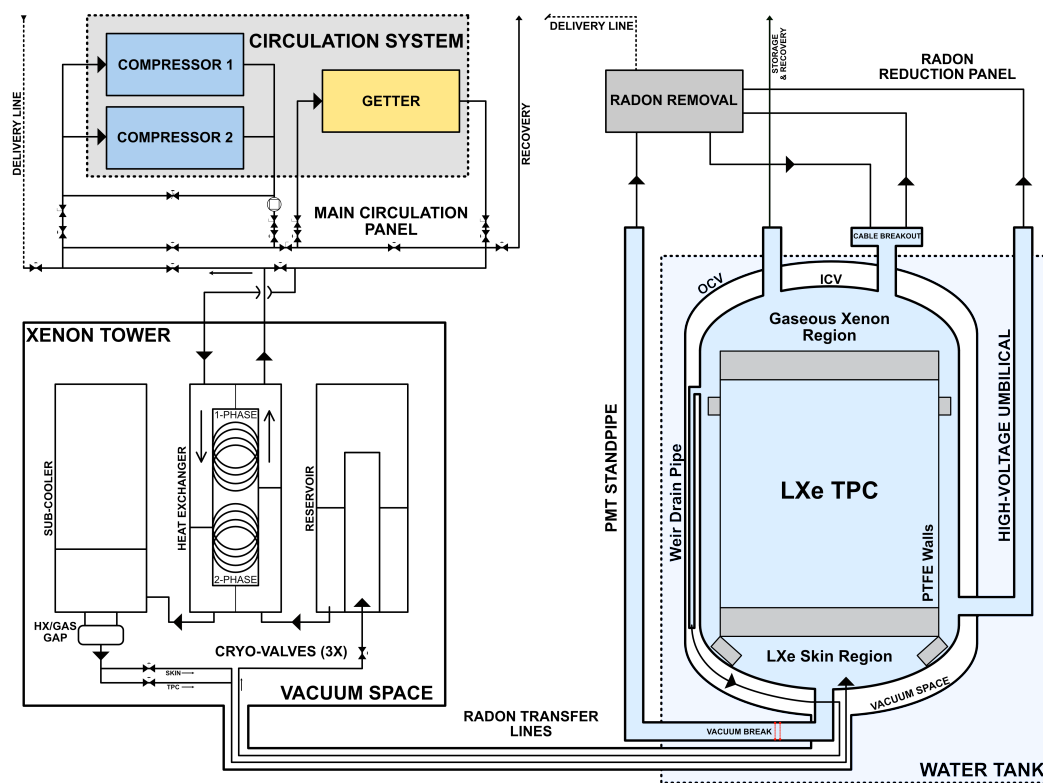 DELIVERY LINE
CIRCULATION SYSTEM
COMPRESSOR 1
COMPRESSOR 2
GETTER
RECOVERY
MAIN CIRCULATION
PANEL
DELIVERY LINE
STORAGE
& RECOVERY
RADON
REDUCTION PANEL
RADON REMOVAL
CABLE BREAKOUT
OCV
ICV
Gaseous Xenon
Region
XENON TOWER
SUB-COOLER
HEAT EXCHANGER
1-PHASE
2-PHASE
RESERVOIR
HX/GAS
GAP
CRYO-VALVES (3X)
SKIN
TPC
VACUUM SPACE
PMT STANDPIPE
Weir Drain Pipe
LXe TPC
PTFE Walls
HIGH-VOLTAGE UMBILICAL
LXe Skin Region
VACUUM SPACE
RADON TRANSFER
LINES
VACUUM BREAK
WATER TANK